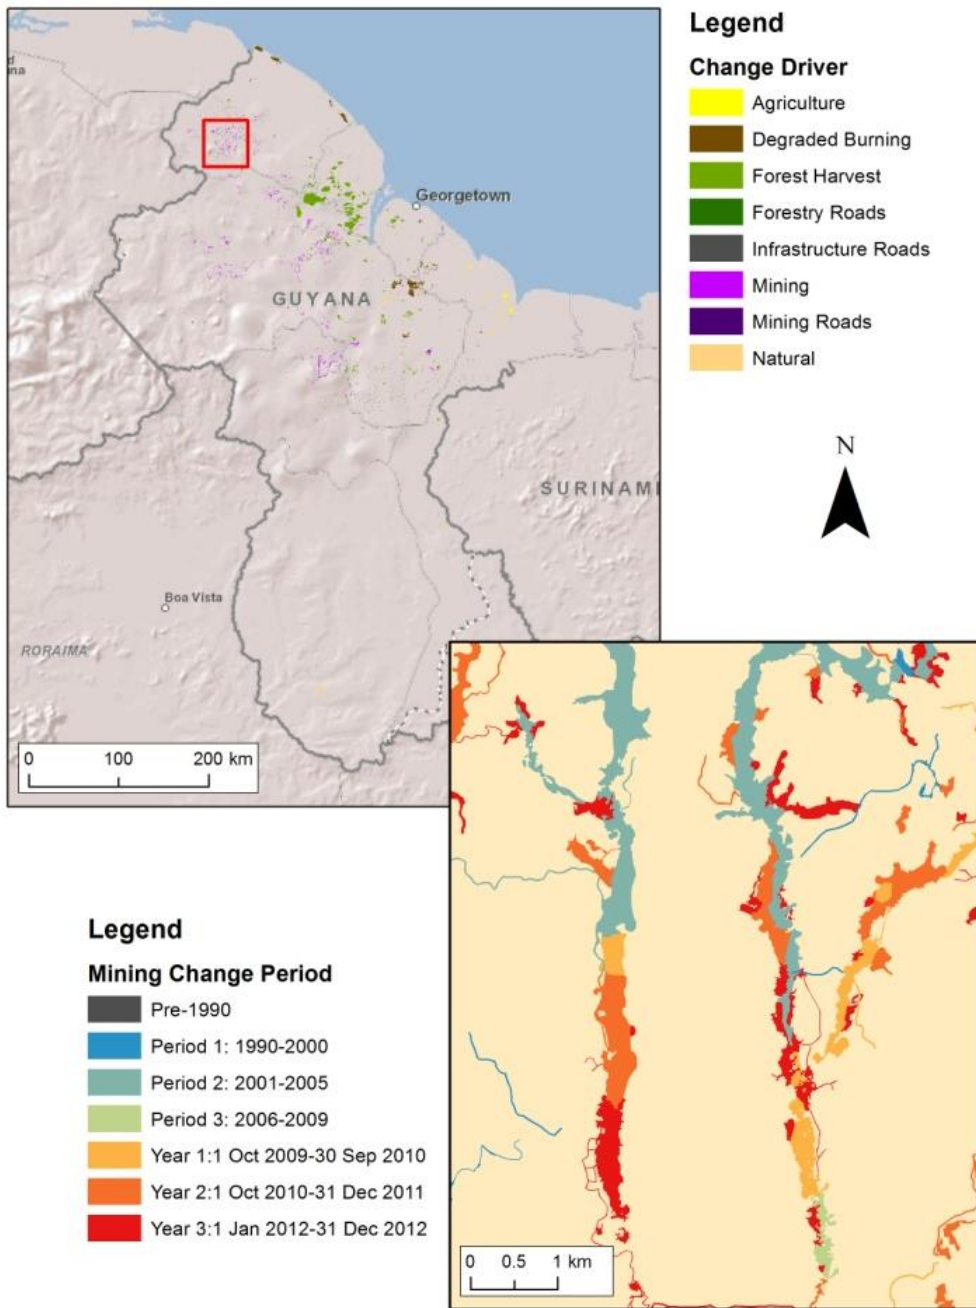 d
na
Georgetown
GUYANA
SURINAM
Boa Vista
RORAIMA
0 100 200 km
Legend
Change Driver
Agriculture
Degraded Burning
Forest Harvest
Forestry Roads
Infrastructure Roads
Mining
Mining Roads
Natural
N
Legend
Mining Change Period
Pre-1990
Period 1: 1990-2000
Period 2: 2001-2005
Period 3: 2006-2009
Year 1:1 Oct 2009-30 Sep 2010
Year 2:1 Oct 2010-31 Dec 2011
Year 3:1 Jan 2012-31 Dec 2012
0 0.5 1 km